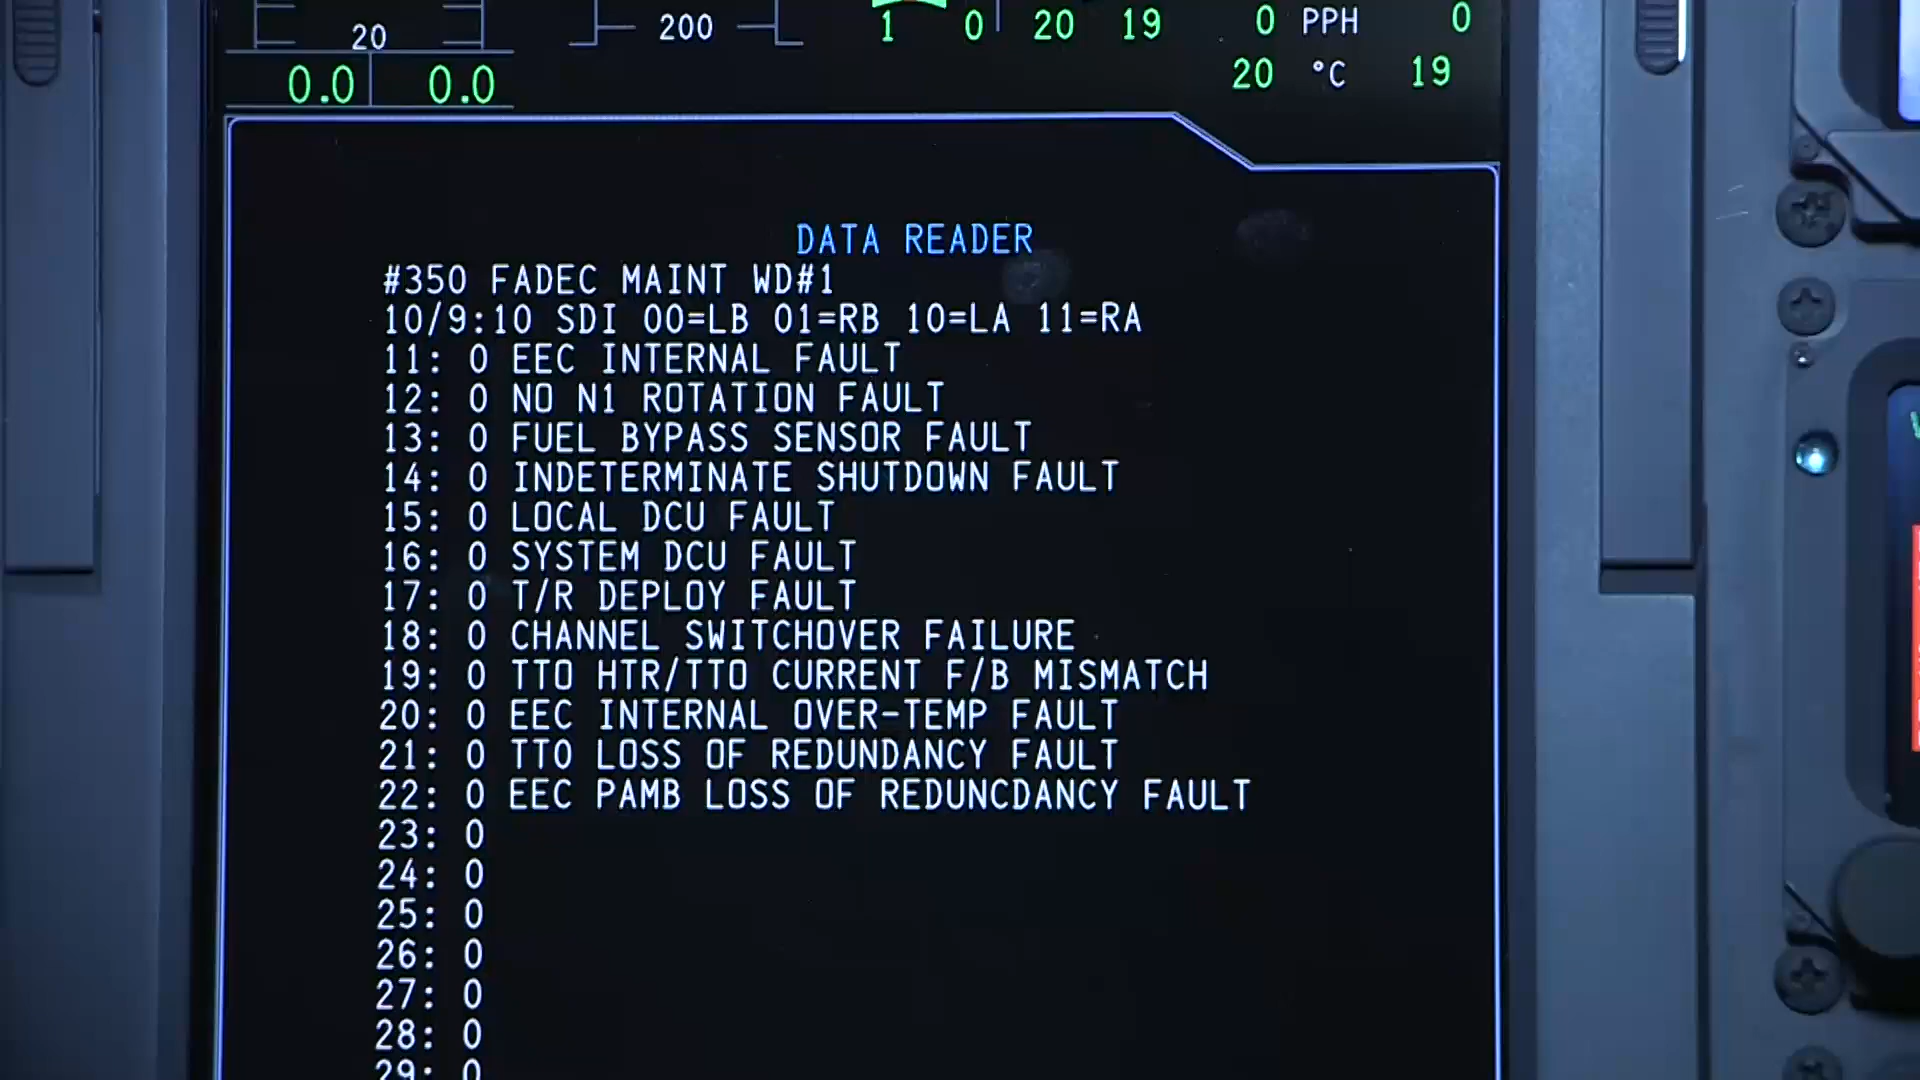 20 200 1 0 20 19 0 PPH 0
0.0 0.0 20 °C 19
DATA READER
#350 FADEC MAINT WD#1
10/9:10 SDI 00=LB 01=RB 10=LA 11=RA
11: 0 EEC INTERNAL FAULT
12: 0 NO N1 ROTATION FAULT
13: 0 FUEL BYPASS SENSOR FAULT
14: 0 INDETERMINATE SHUTDOWN FAULT
15: 0 LOCAL DCU FAULT
16: 0 SYSTEM DCU FAULT
17: 0 T/R DEPLOY FAULT
18: 0 CHANNEL SWITCHOVER FAILURE
19: 0 TTO HTR/TTO CURRENT F/B MISMATCH
20: 0 EEC INTERNAL OVER-TEMP FAULT
21: 0 TTO LOSS OF REDUNDANCY FAULT
22: 0 EEC PAMB LOSS OF REDUNCDANCY FAULT
23: 0
24: 0
25: 0
26: 0
27: 0
28: 0
29: 0